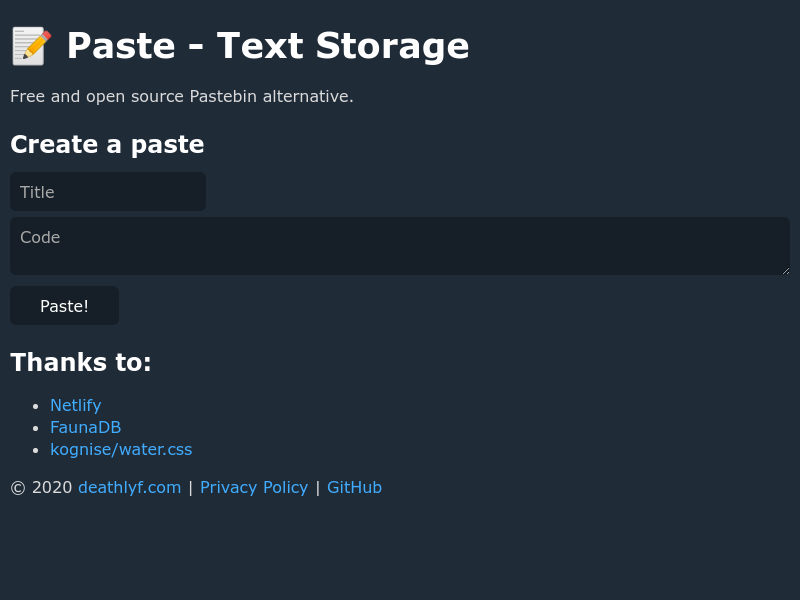 Paste - Text Storage
Free and open source Pastebin alternative.
Create a paste
Title
Code
Paste!
Thanks to:
Netlify
FaunaDB
kognise/water.css
© 2020 deathlyf.com | Privacy Policy | GitHub